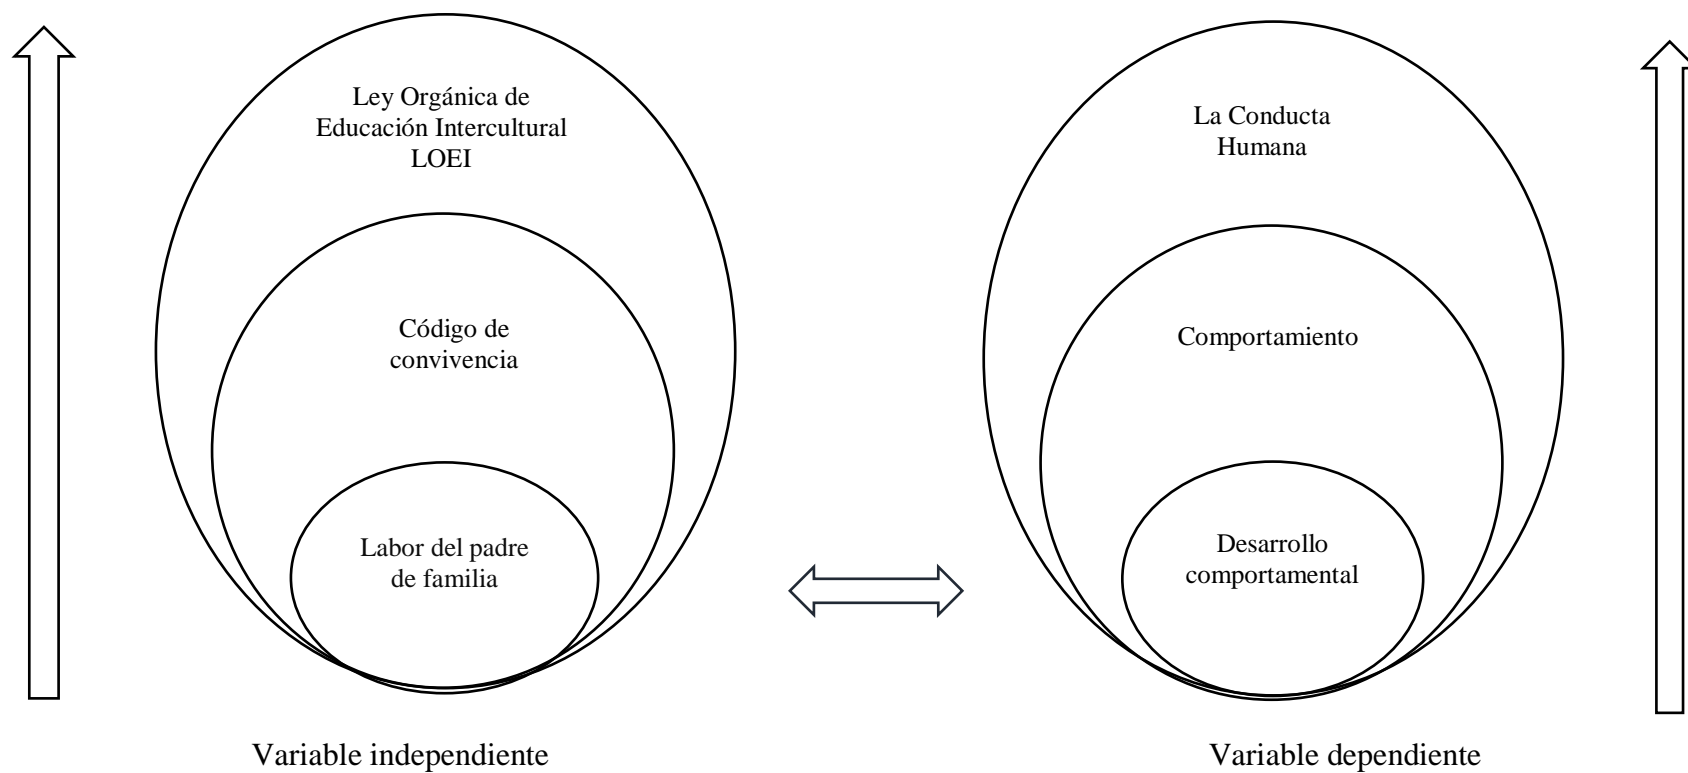 Ley Orgánica de
Educación Intercultural
LOEI
Código de
convivencia
Labor del padre
de familia
Variable independiente
La Conducta
Humana
Comportamiento
Desarrollo
comportamental
Variable dependiente